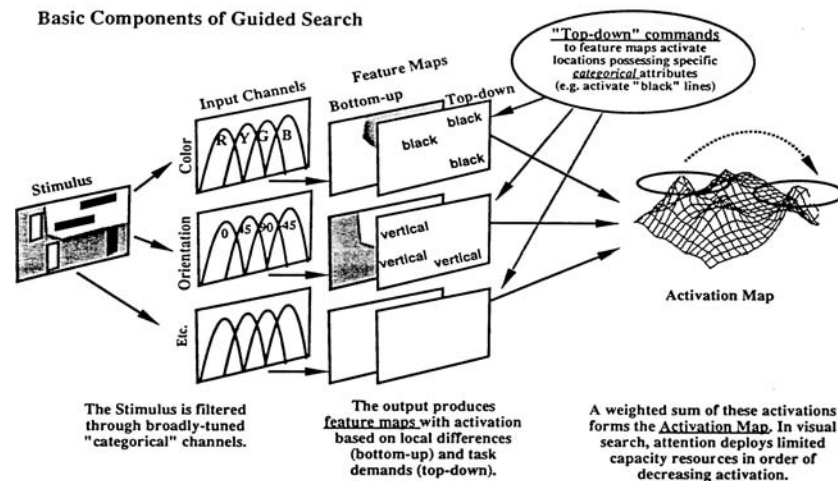 Basic Components of Guided Search
"Top-down" commands
to feature maps activate
locations possessing specific
categorical attributes
(e.g. activate "black" lines)
Feature Maps
Input Channels
Bottom-up
Top-down
Stimulus
Color
R Y G B
black
black
black
Orientation
0 45 90 -45
vertical
vertical
vertical
Etc.
Activation Map
The Stimulus is filtered
through broadly-tuned
"categorical" channels.
The output produces
feature maps with activation
based on local differences
(bottom-up) and task
demands (top-down).
A weighted sum of these activations
forms the Activation Map. In visual
search, attention deploys limited
capacity resources in order of
decreasing activation.